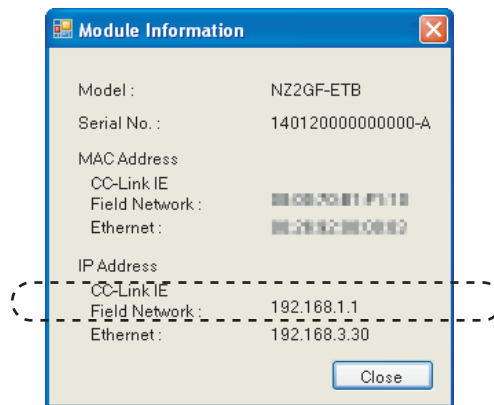 Module Information
Model : NZ2GF-ETB
Serial No. : 140120000000000-A
MAC Address
CC-Link IE
Field Network :
Ethernet :
IP Address
CC-Link IE
Field Network : 192.168.1.1
Ethernet : 192.168.3.30
Close